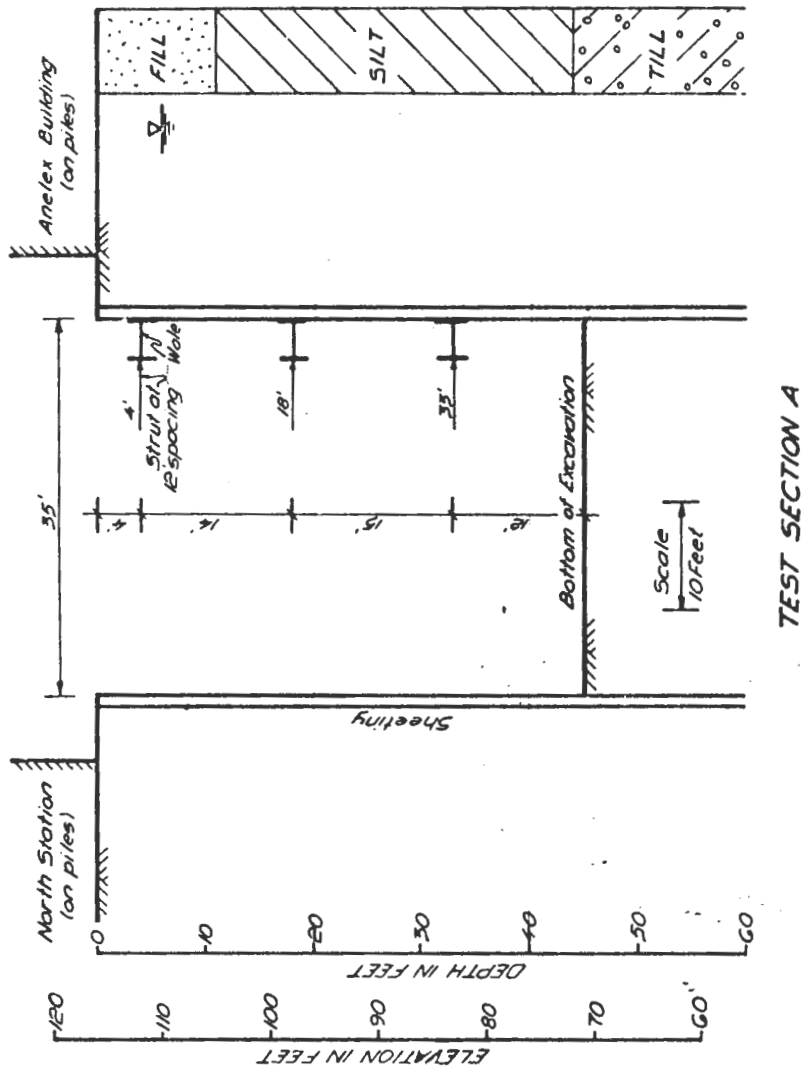 North Station
(on piles)
Anelex Building
(on piles)
35'
FILL
SILT
TILL
4'
14'
15'
12'
4'
Strut at
12' spacing
Wale
18'
33'
Sheeting
Bottom of Excavation
Scale
10 Feet
DEPTH IN FEET
0
10
20
30
40
50
60
ELEVATION IN FEET
120
110
100
90
80
70
60
TEST SECTION A